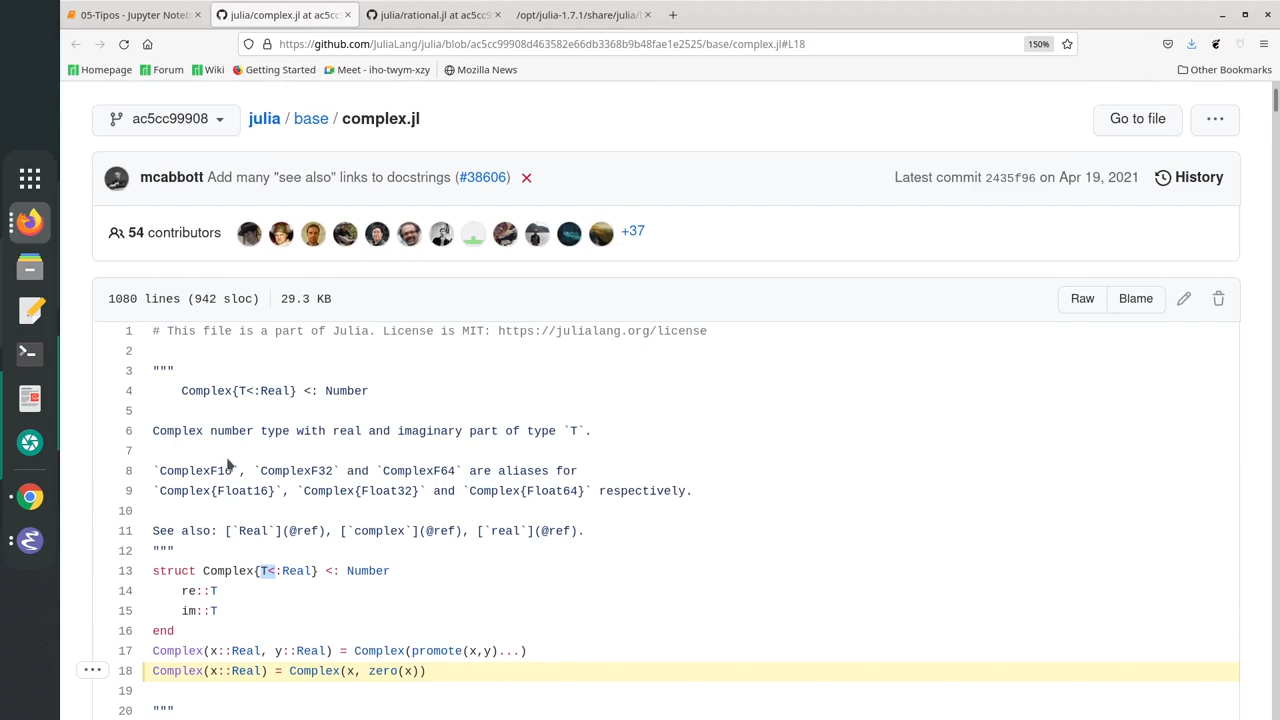 05-Tipos - Jupyter Noteb
julia/complex.jl at ac5cc
julia/rational.jl at ac5cc9
/opt/julia-1.7.1/share/julia/
https://github.com/JuliaLang/julia/blob/ac5cc99908d463582e66db3368b9b48fae1e2525/base/complex.jl#L18
150%
Homepage
Forum
Wiki
Getting Started
Meet - iho-twym-xzy
Mozilla News
Other Bookmarks
ac5cc99908
julia / base / complex.jl
Go to file
mcabbott Add many "see also" links to docstrings (#38606)
Latest commit 2435f96 on Apr 19, 2021
History
54 contributors
+37
1080 lines (942 sloc)
29.3 KB
Raw
Blame
1 # This file is a part of Julia. License is MIT: https://julialang.org/license
2
3 """
4 Complex{T<:Real} <: Number
5
6 Complex number type with real and imaginary part of type `T`.
7
8 `ComplexF16`, `ComplexF32` and `ComplexF64` are aliases for
9 `Complex{Float16}`, `Complex{Float32}` and `Complex{Float64}` respectively.
10
11 See also: [`Real`](@ref), [`complex`](@ref), [`real`](@ref).
12 """
13 struct Complex{T<:Real} <: Number
14 re::T
15 im::T
16 end
17 Complex(x::Real, y::Real) = Complex(promote(x,y)...)
18 Complex(x::Real) = Complex(x, zero(x))
19
20 """